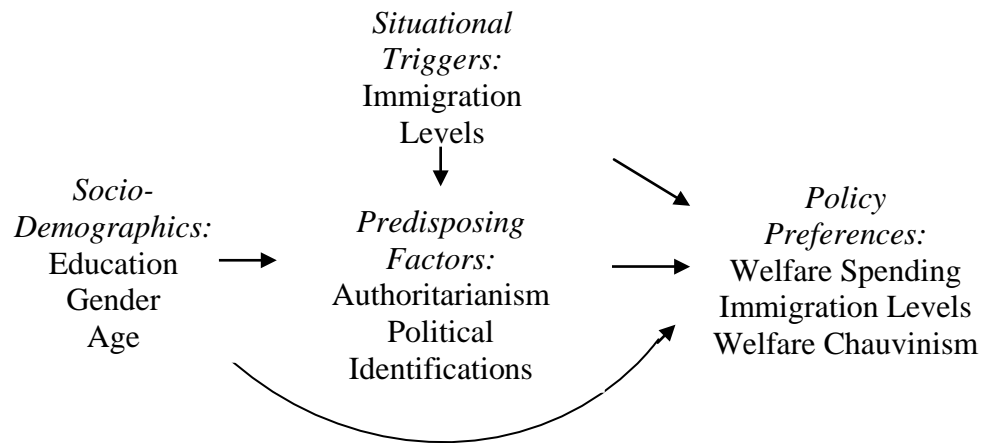 Situational
Triggers:
Immigration
Levels
Socio-
Demographics:
Education
Gender
Age
Predisposing
Factors:
Authoritarianism
Political
Identifications
Policy
Preferences:
Welfare Spending
Immigration Levels
Welfare Chauvinism